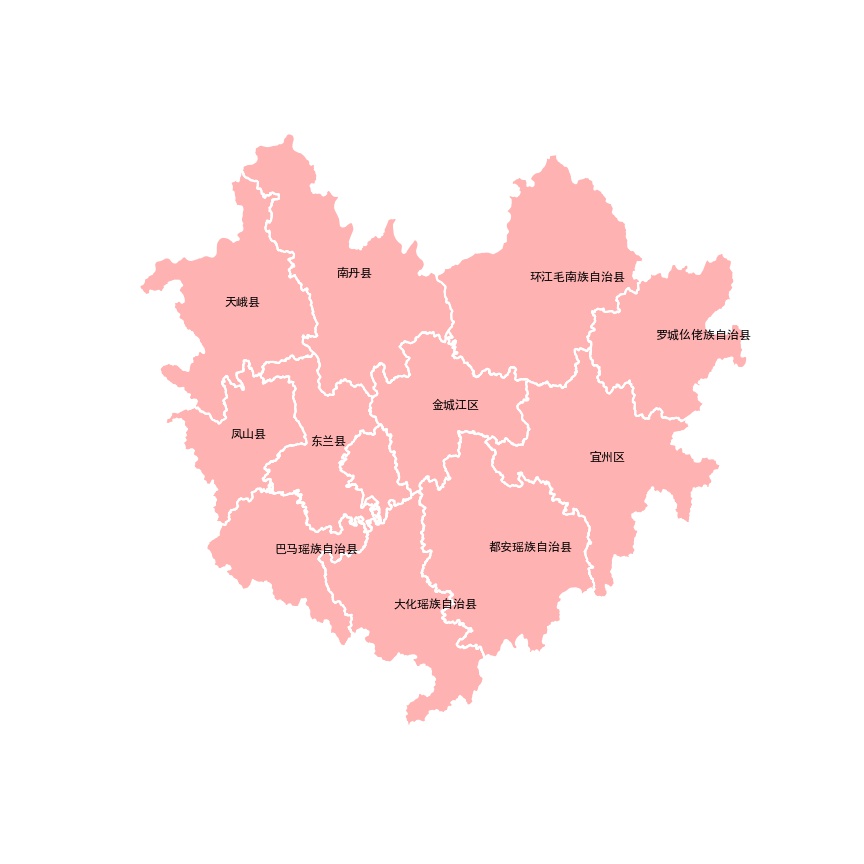 南丹县
环江毛南族自治县
天峨县
罗城仫佬族自治县
金城江区
凤山县
东兰县
宜州区
巴马瑶族自治县
都安瑶族自治县
大化瑶族自治县